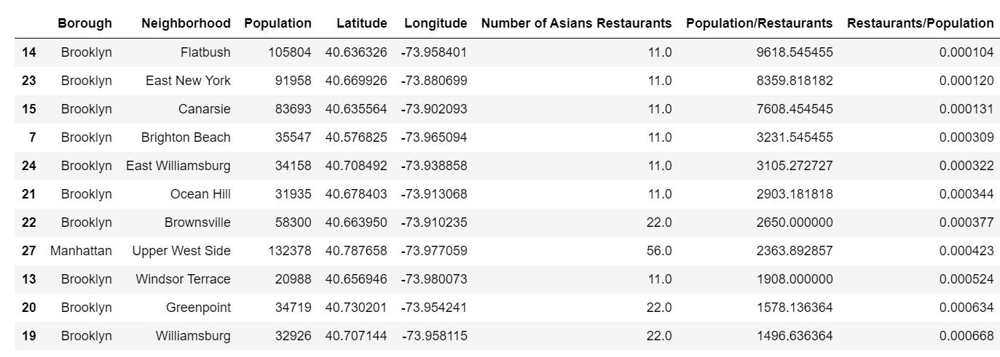 Borough Neighborhood Population Latitude Longitude Number of Asians Restaurants Population/Restaurants Restaurants/Population
14 Brooklyn Flatbush 105804 40.636326 -73.958401 11.0 9618.545455 0.000104
23 Brooklyn East New York 91958 40.669926 -73.880699 11.0 8359.818182 0.000120
15 Brooklyn Canarsie 83693 40.635564 -73.902093 11.0 7608.454545 0.000131
7 Brooklyn Brighton Beach 35547 40.576825 -73.965094 11.0 3231.545455 0.000309
24 Brooklyn East Williamsburg 34158 40.708492 -73.938858 11.0 3105.272727 0.000322
21 Brooklyn Ocean Hill 31935 40.678403 -73.913068 11.0 2903.181818 0.000344
22 Brooklyn Brownsville 58300 40.663950 -73.910235 22.0 2650.000000 0.000377
27 Manhattan Upper West Side 132378 40.787658 -73.977059 56.0 2363.892857 0.000423
13 Brooklyn Windsor Terrace 20988 40.656946 -73.980073 11.0 1908.000000 0.000524
20 Brooklyn Greenpoint 34719 40.730201 -73.954241 22.0 1578.136364 0.000634
19 Brooklyn Williamsburg 32926 40.707144 -73.958115 22.0 1496.636364 0.000668